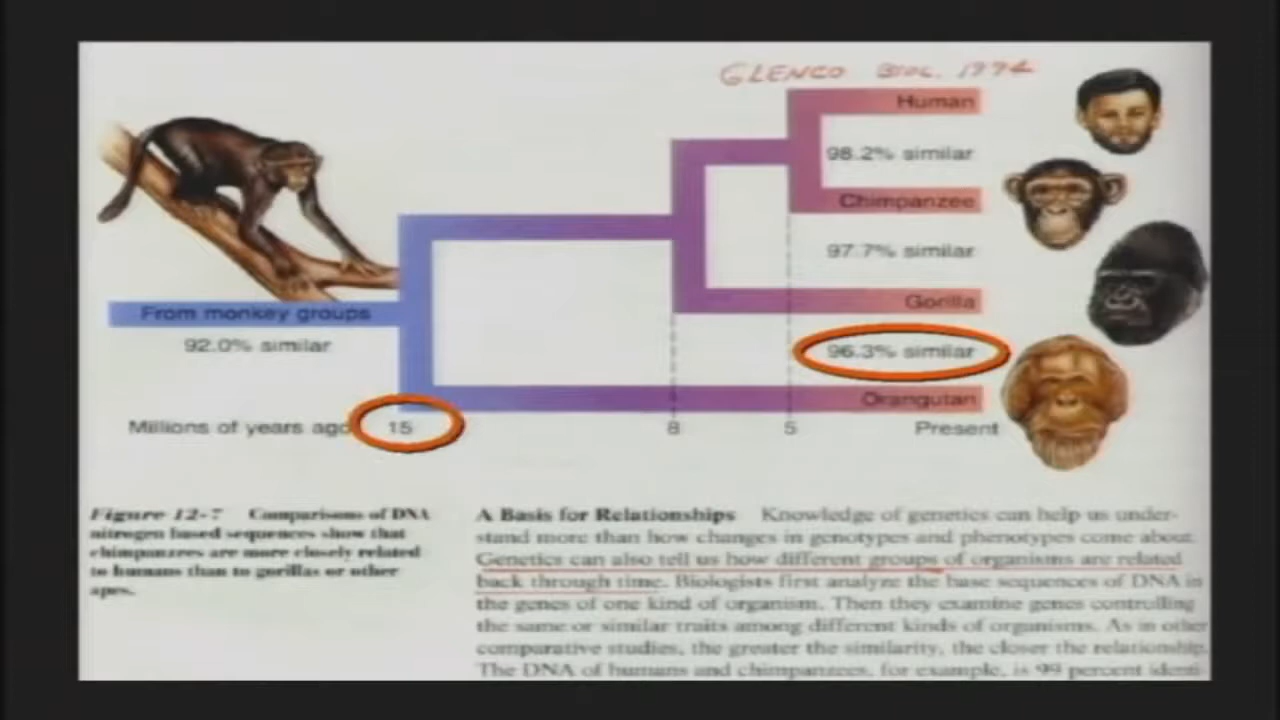 GLENCO BIOL. 1994
Human
98.2% similar
Chimpanzee
97.7% similar
Gorilla
From monkey groups
92.0% similar
96.3% similar
Orangutan
Millions of years ago 15 8 5 Present
Figure 12-7 Comparisons of DNA
nitrogen based sequences show that
chimpanzees are more closely related
to humans than to gorillas or other
apes.
A Basis for Relationships Knowledge of genetics can help us under-
stand more than how changes in genotypes and phenotypes come about.
Genetics can also tell us how different groups of organisms are related
back through time. Biologists first analyze the base sequences of DNA in
the genes of one kind of organism. Then they examine genes controlling
the same or similar traits among different kinds of organisms. As in other
comparative studies, the greater the similarity, the closer the relationship.
The DNA of humans and chimpanzees, for example, is 99 percent identi-